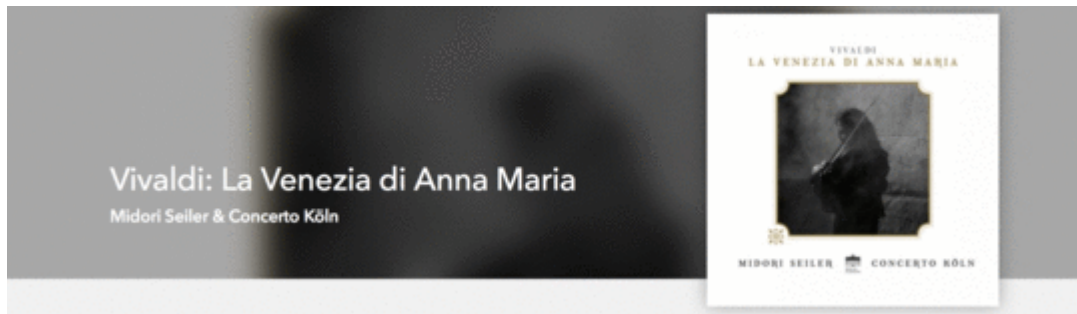 Vivaldi: La Venezia di Anna Maria
Midori Seiler & Concerto Köln
VIVALDI
LA VENEZIA DI ANNA MARIA
MIDORI SEILER
CONCERTO KÖLN